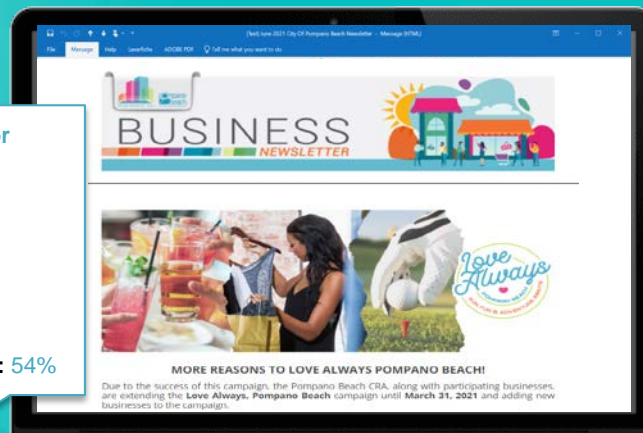 (Test) June 2021 City Of Pompano Beach Newsletter - Message (HTML)
File Message Help Laserfiche ADOBE PDF Tell me what you want to do
or
BUSINESS
NEWSLETTER
Love
Always
POMPANO BEACH
: 54%
MORE REASONS TO LOVE ALWAYS POMPANO BEACH!
Due to the success of this campaign, the Pompano Beach CRA, along with participating businesses,
are extending the Love Always, Pompano Beach campaign until March 31, 2021 and adding new
businesses to the campaign.